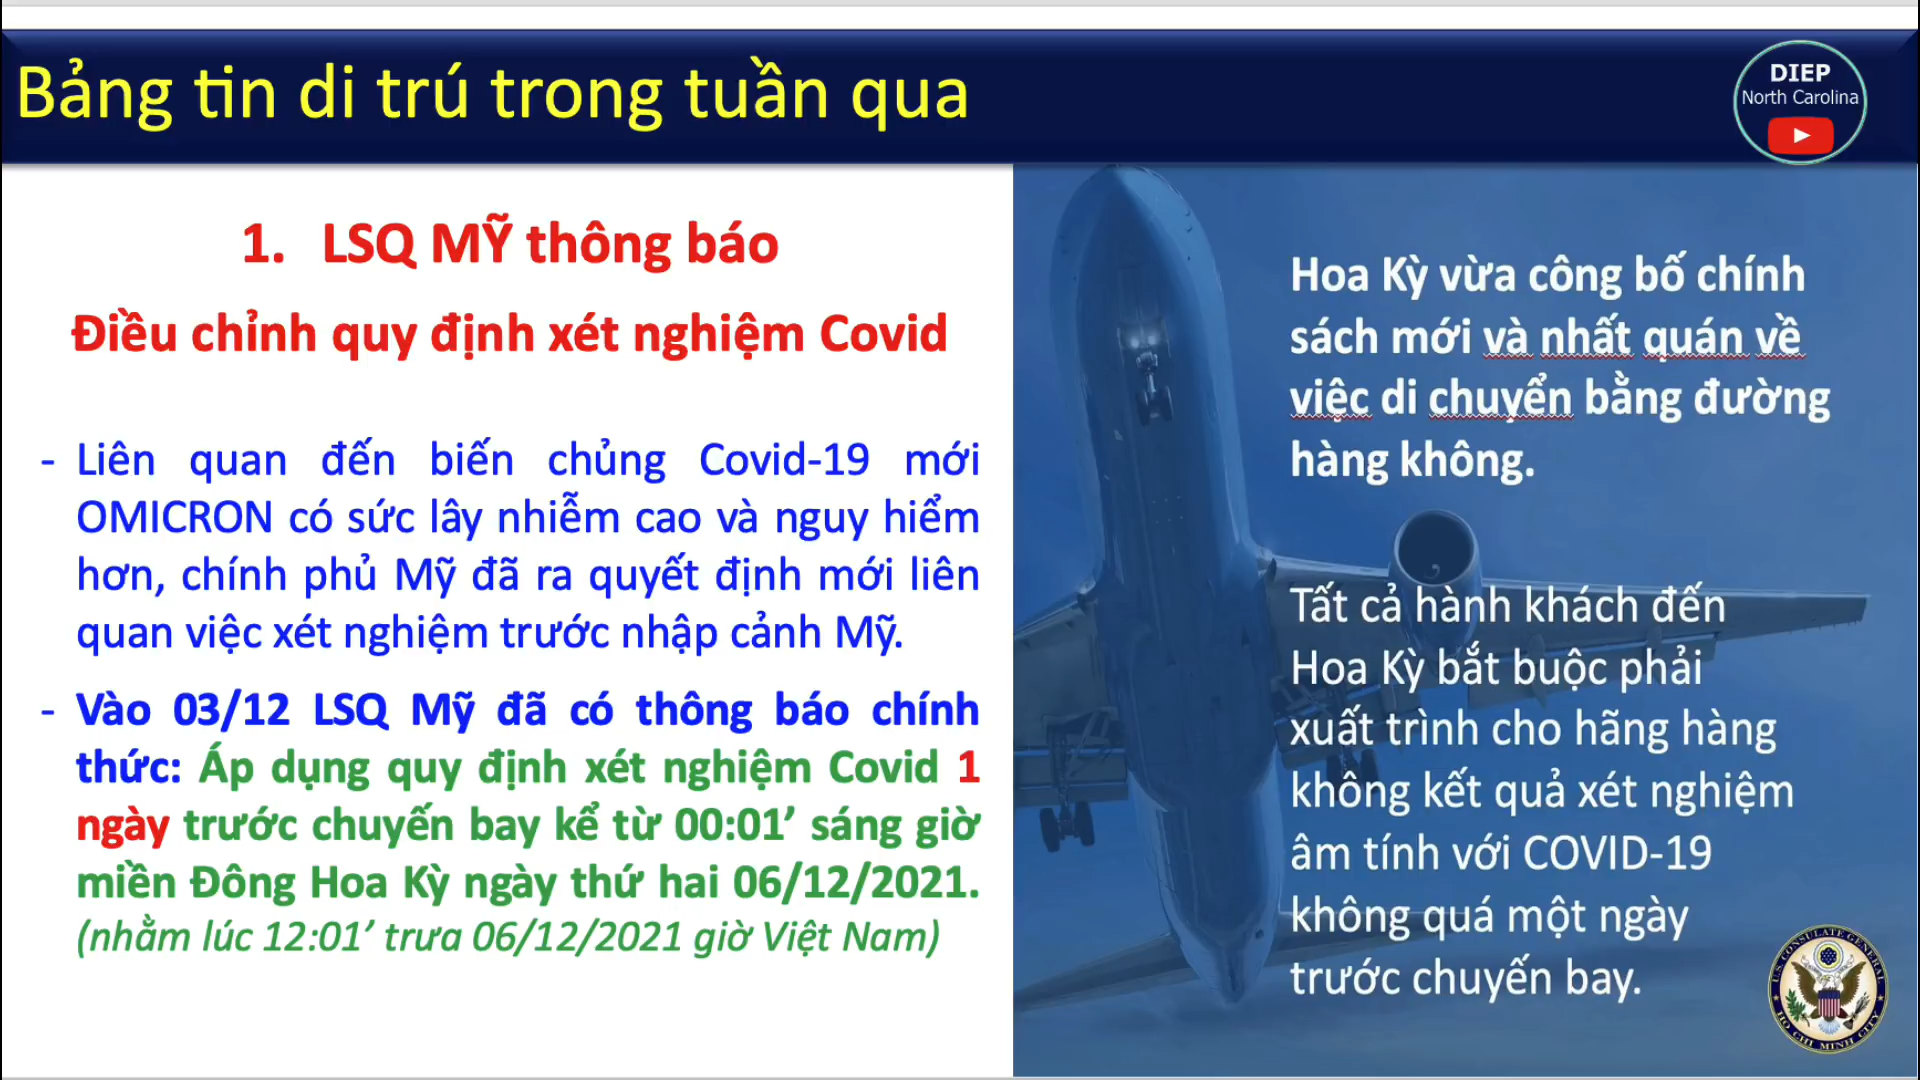 Bảng tin di trú trong tuần qua
DIEP
North Carolina
1. LSQ MỸ thông báo
Điều chỉnh quy định xét nghiệm Covid
- Liên quan đến biến chủng Covid-19 mới
OMICRON có sức lây nhiễm cao và nguy hiểm
hơn, chính phủ Mỹ đã ra quyết định mới liên
quan việc xét nghiệm trước nhập cảnh Mỹ.
- Vào 03/12 LSQ Mỹ đã có thông báo chính
thức: Áp dụng quy định xét nghiệm Covid 1
ngày trước chuyến bay kể từ 00:01’ sáng giờ
miền Đông Hoa Kỳ ngày thứ hai 06/12/2021.
(nhằm lúc 12:01’ trưa 06/12/2021 giờ Việt Nam)
Hoa Kỳ vừa công bố chính
sách mới và nhất quán về
việc di chuyển bằng đường
hàng không.
Tất cả hành khách đến
Hoa Kỳ bắt buộc phải
xuất trình cho hãng hàng
không kết quả xét nghiệm
âm tính với COVID-19
không quá một ngày
trước chuyến bay.
U.S. CONSULATE GENERAL
HO CHI MINH CITY